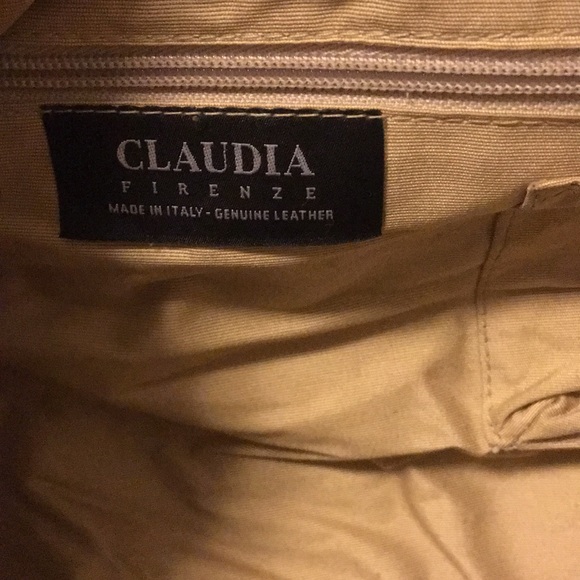 CLAUDIA
FIRENZE
MADE IN ITALY - GENUINE LEATHER